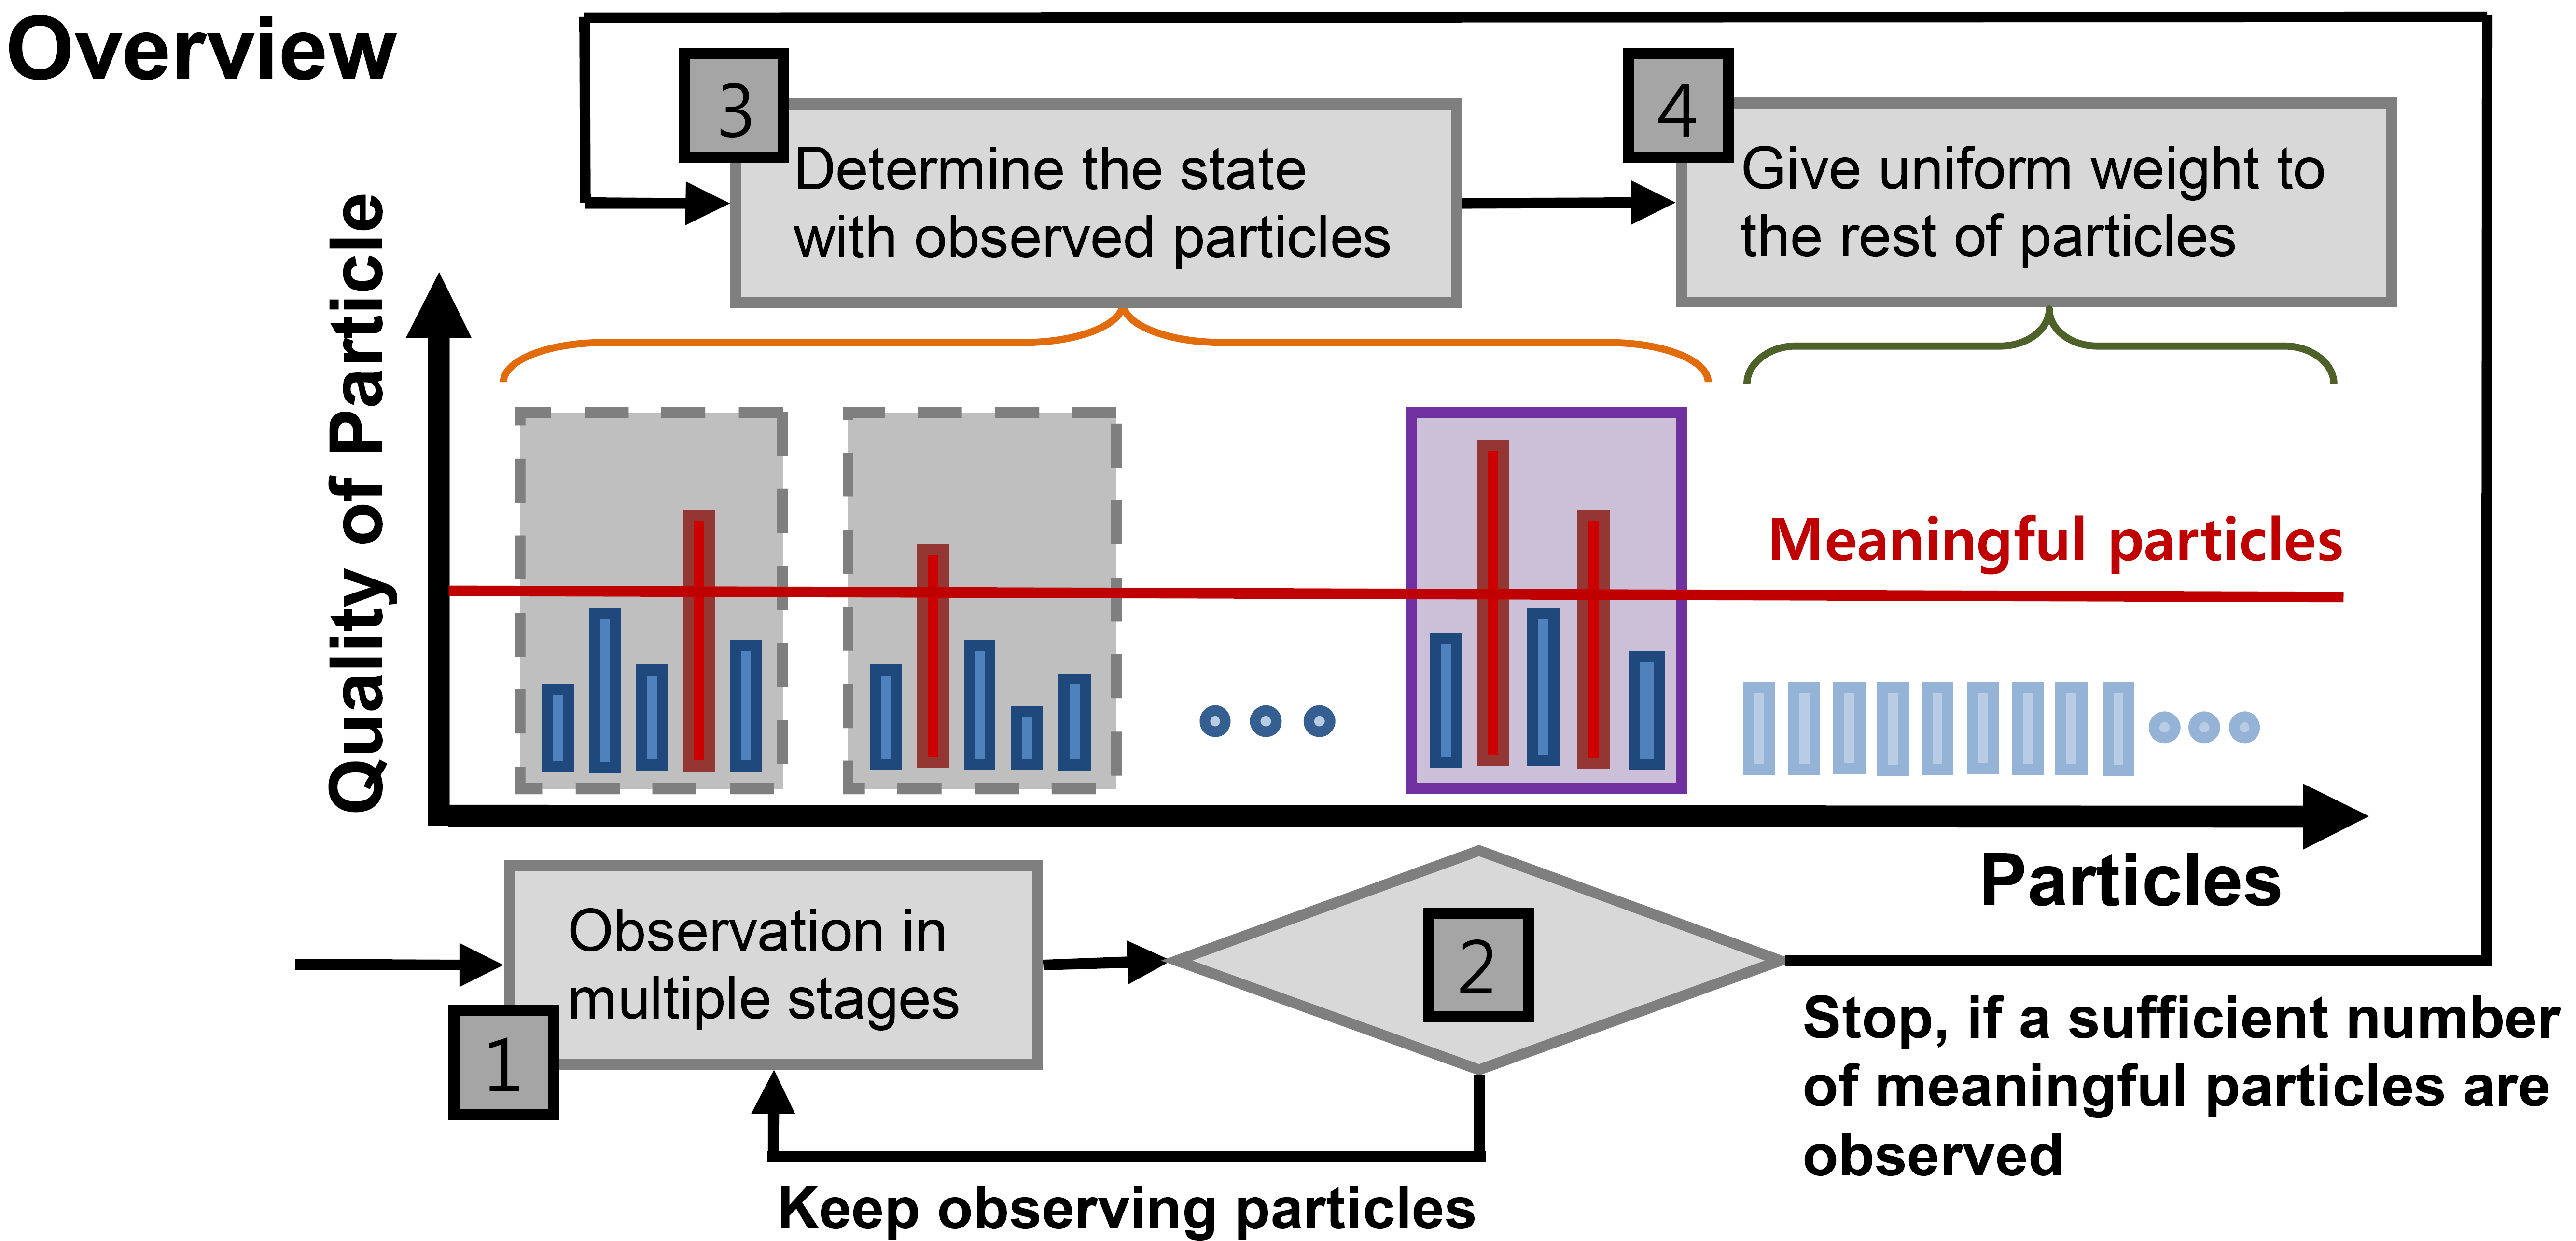 Overview
3
Determine the state
with observed particles
4
Give uniform weight to
the rest of particles
Quality of Particle
Meaningful particles
Particles
1
Observation in
multiple stages
2
Stop, if a sufficient number
of meaningful particles are
observed
Keep observing particles